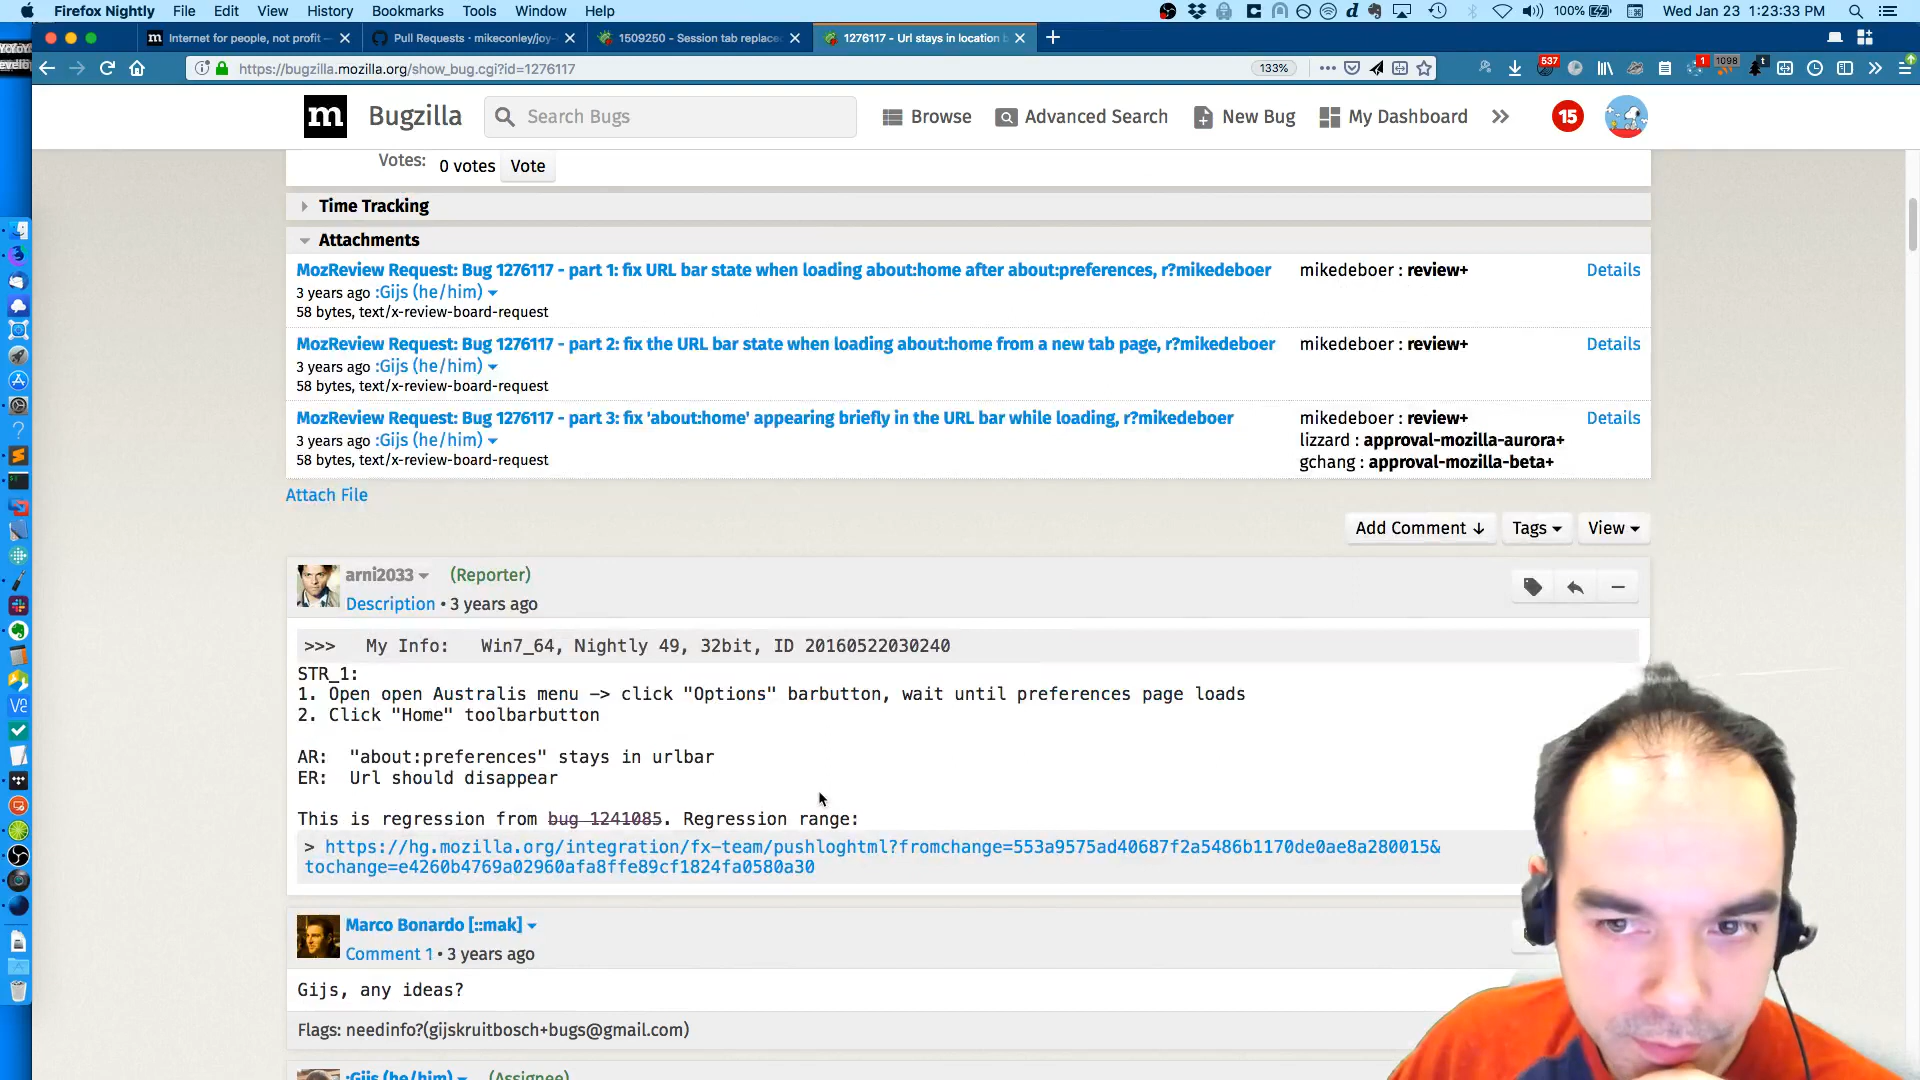 Firefox Nightly File Edit View History Bookmarks Tools Window Help 100% Wed Jan 23 1:23:33 PM
Internet for people, not profit — Pull Requests · mikeconley/joy- 1509250 - Session tab replace 1276117 - Url stays in location b
https://bugzilla.mozilla.org/show_bug.cgi?id=1276117 133% 537 1 1098
m Bugzilla Search Bugs Browse Advanced Search New Bug My Dashboard 15
Votes: 0 votes Vote
Time Tracking
Attachments
MozReview Request: Bug 1276117 - part 1: fix URL bar state when loading about:home after about:preferences, r?mikedeboer mikedeboer : review+ Details
3 years ago :Gijs (he/him)
58 bytes, text/x-review-board-request
MozReview Request: Bug 1276117 - part 2: fix the URL bar state when loading about:home from a new tab page, r?mikedeboer mikedeboer : review+ Details
3 years ago :Gijs (he/him)
58 bytes, text/x-review-board-request
MozReview Request: Bug 1276117 - part 3: fix 'about:home' appearing briefly in the URL bar while loading, r?mikedeboer mikedeboer : review+ Details
3 years ago :Gijs (he/him) lizzard : approval-mozilla-aurora+
58 bytes, text/x-review-board-request gchang : approval-mozilla-beta+
Attach File
Add Comment ↓ Tags View
arni2033 (Reporter)
Description • 3 years ago
>>> My Info: Win7_64, Nightly 49, 32bit, ID 20160522030240
STR_1:
1. Open open Australis menu -> click "Options" barbutton, wait until preferences page loads
2. Click "Home" toolbarbutton
AR: "about:preferences" stays in urlbar
ER: Url should disappear
This is regression from bug 1241085. Regression range:
> https://hg.mozilla.org/integration/fx-team/pushloghtml?fromchange=553a9575ad40687f2a5486b1170de0ae8a280015&
tochange=e4260b4769a02960afa8ffe89cf1824fa0580a30
Marco Bonardo [::mak]
Comment 1 • 3 years ago
Gijs, any ideas?
Flags: needinfo?(gijskruitbosch+bugs@gmail.com)
:Gijs (he/him) (Assignee)